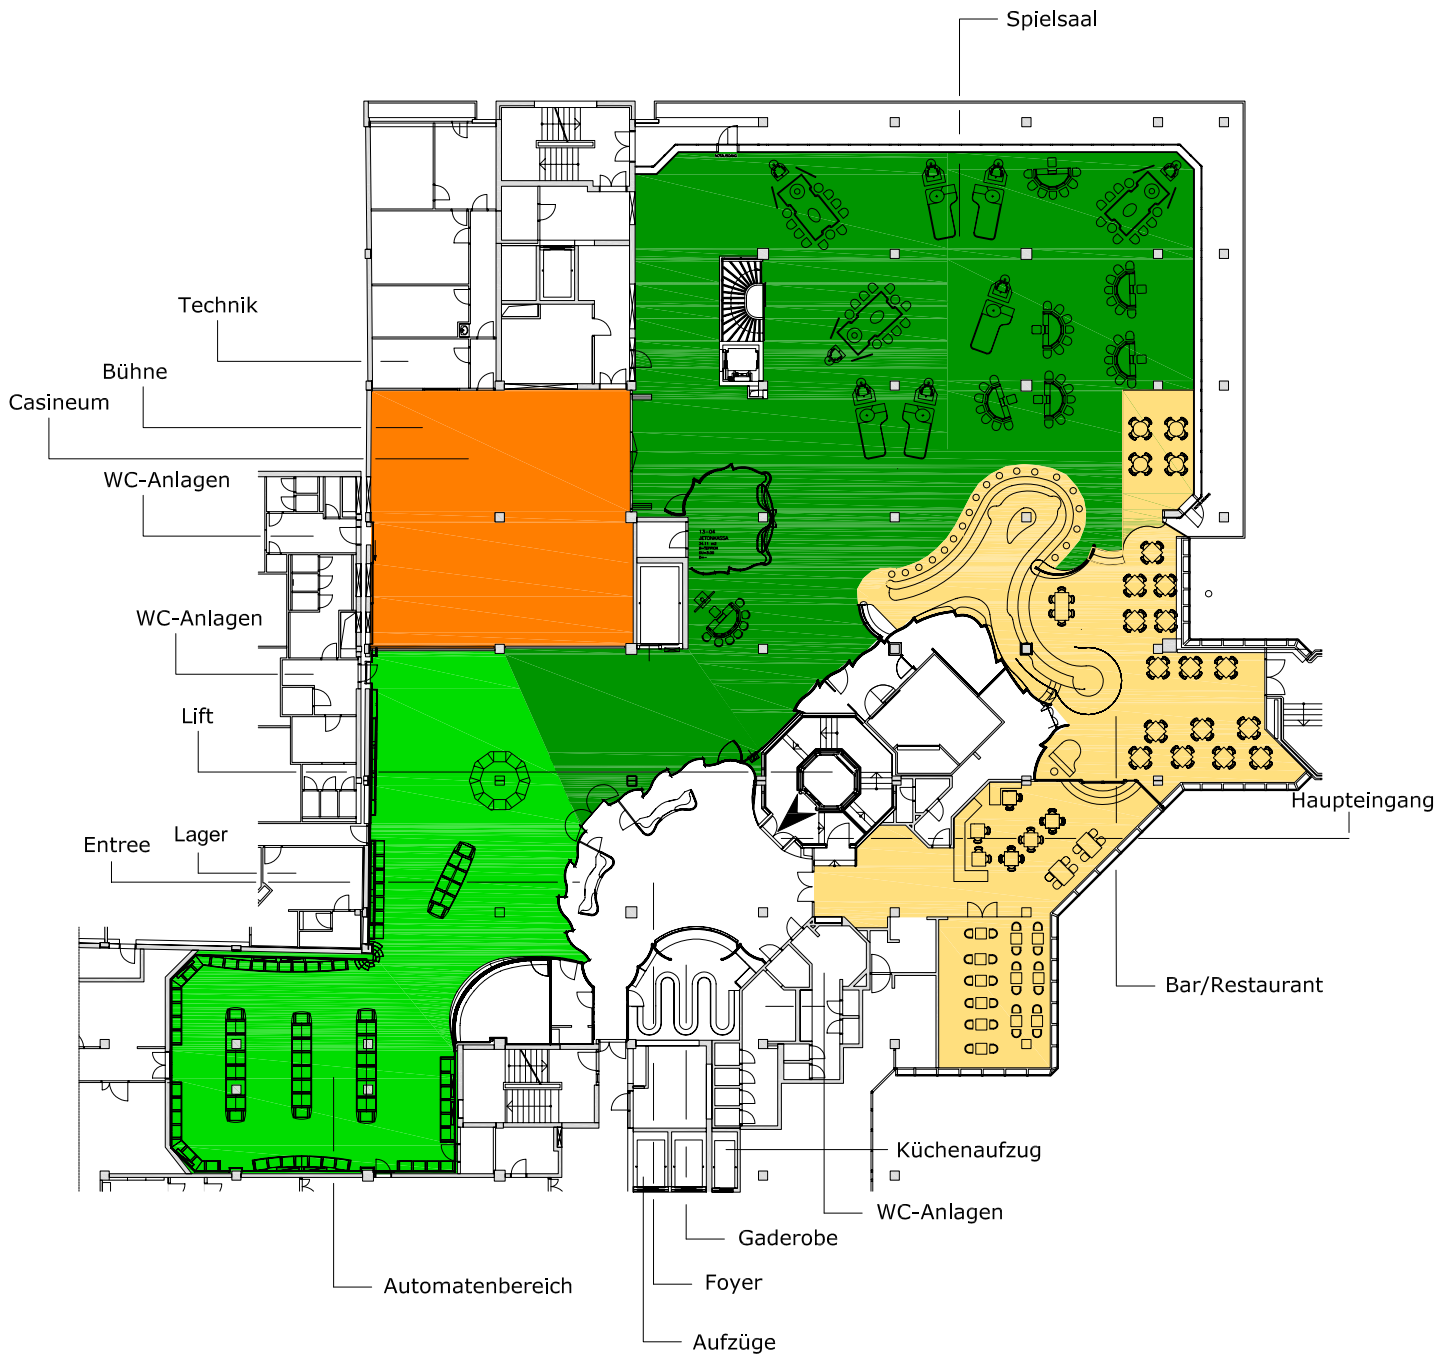 Spielsaal
Technik
Bühne
Casineum
WC-Anlagen
WC-Anlagen
Lift
Haupteingang
Lager
Entree
Bar/Restaurant
Küchenaufzug
WC-Anlagen
Gaderobe
Automatenbereich
Foyer
Aufzüge